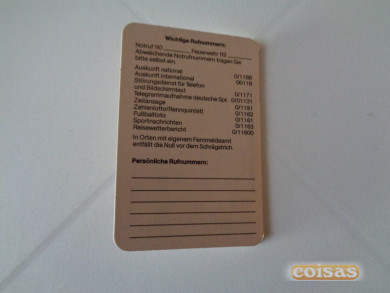 Wichtige Rufnummern:
Notruf 110 Feuerwehr 112
Abweichende Notrufnummern tragen Sie
bitte selbst ein.
Auskunft national 0/1188
Auskunft international 00118
Störungsdienst für Telefon
und Bildschirmtext 0/1171
Telegrammaufnahme deutsche Spr. 0/01131
Zeitansage 0/1191
Zahlenlotto/Rennquintett 0/1162
Fußballtoto 0/1161
Sportnachrichten 0/1163
Reisewetterbericht 0/11600
In Orten mit eigenem Fernmeldeamt
entfällt die Null vor dem Schrägstrich.
Persönliche Rufnummern:
coisas